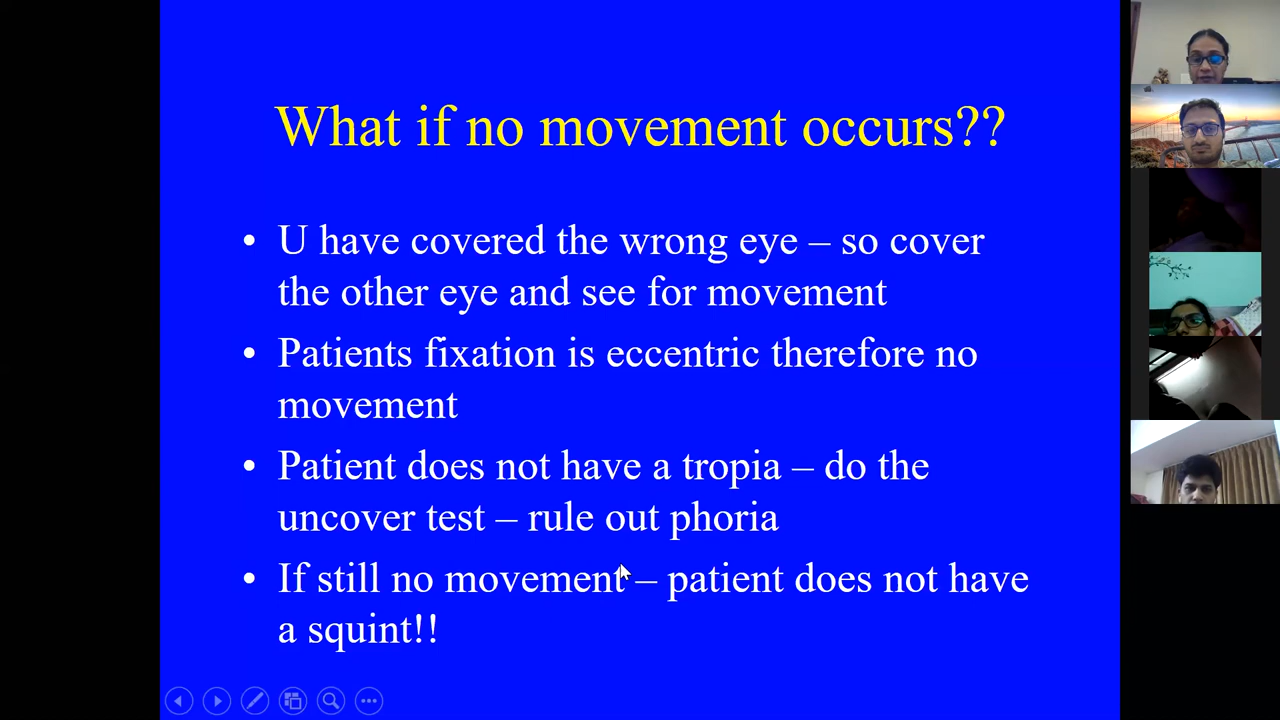 What if no movement occurs??
• U have covered the wrong eye – so cover
the other eye and see for movement
• Patients fixation is eccentric therefore no
movement
• Patient does not have a tropia – do the
uncover test – rule out phoria
• If still no movement – patient does not have
a squint!!